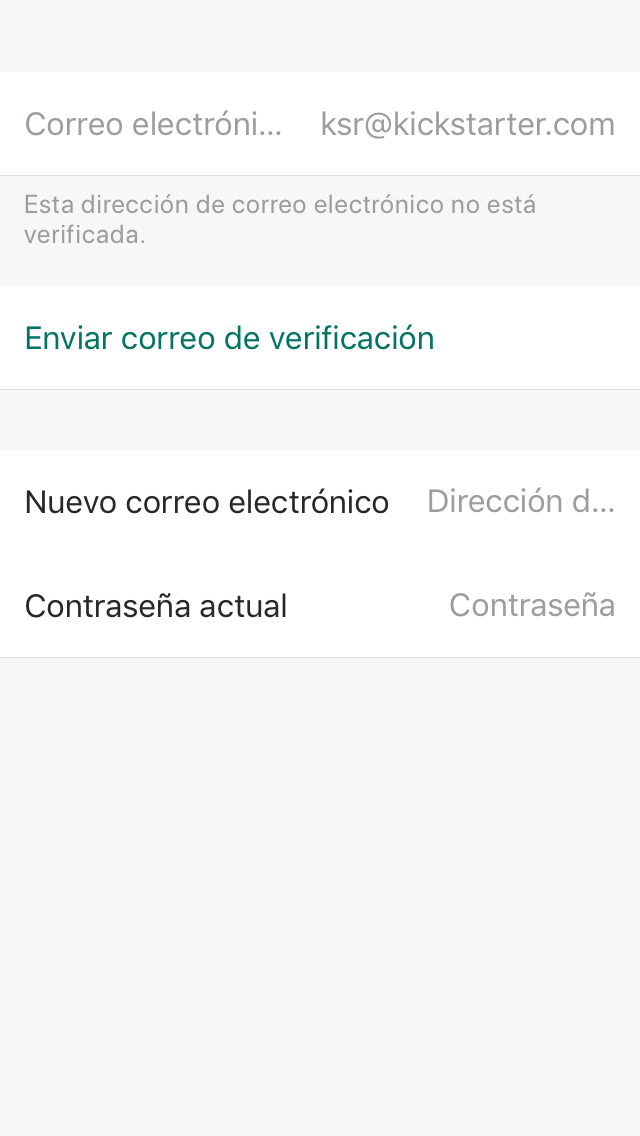 Correo electróni... ksr@kickstarter.com
Esta dirección de correo electrónico no está
verificada.
Enviar correo de verificación
Nuevo correo electrónico Dirección d...
Contraseña actual Contraseña